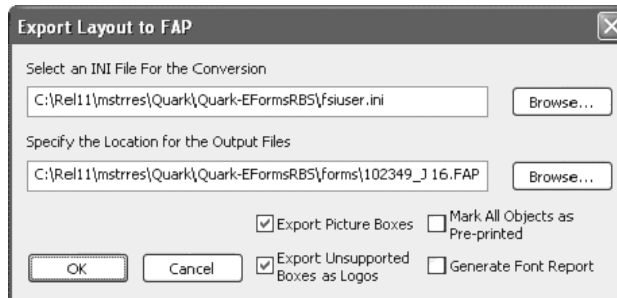 Export Layout to FAP
Select an INI File For the Conversion
C:\Rel11\mstrres\Quark\Quark-EFormsRBS\fsiuser.ini
Browse...
Specify the Location for the Output Files
C:\Rel11\mstrres\Quark\Quark-EFormsRBS\forms\102349_J 16.FAP
Browse...
Export Picture Boxes
Mark All Objects as
Pre-printed
OK
Cancel
Export Unsupported
Boxes as Logos
Generate Font Report